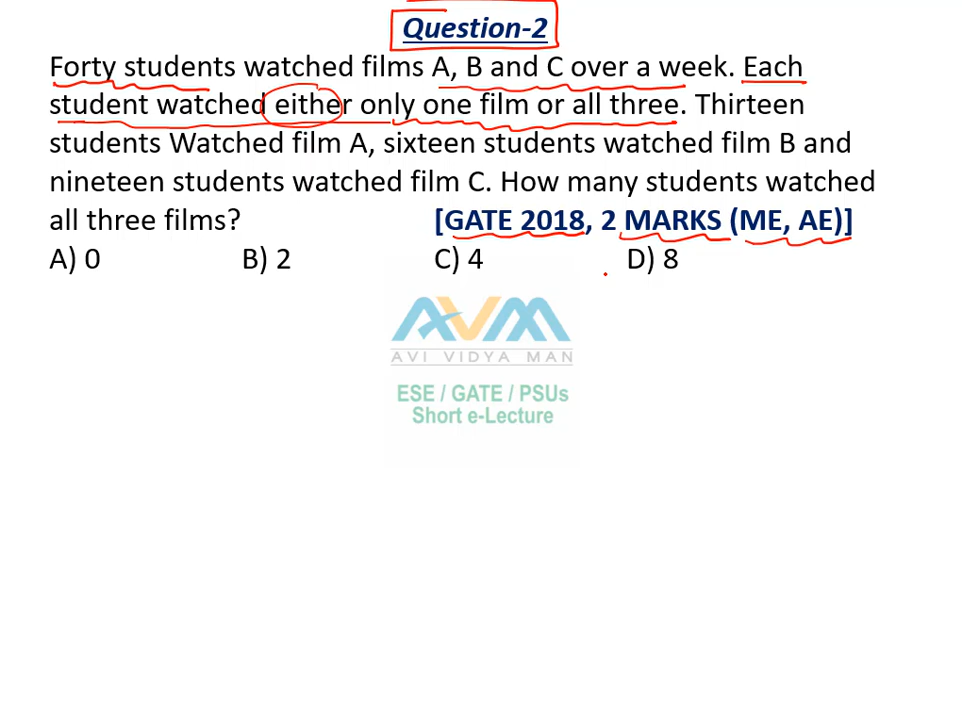 Question-2
Forty students watched films A, B and C over a week. Each
student watched either only one film or all three. Thirteen
students Watched film A, sixteen students watched film B and
nineteen students watched film C. How many students watched
all three films? [GATE 2018, 2 MARKS (ME, AE)]
A) 0 B) 2 C) 4 D) 8
AVM
AVI VIDYA MAN
ESE / GATE / PSUs
Short e-Lecture